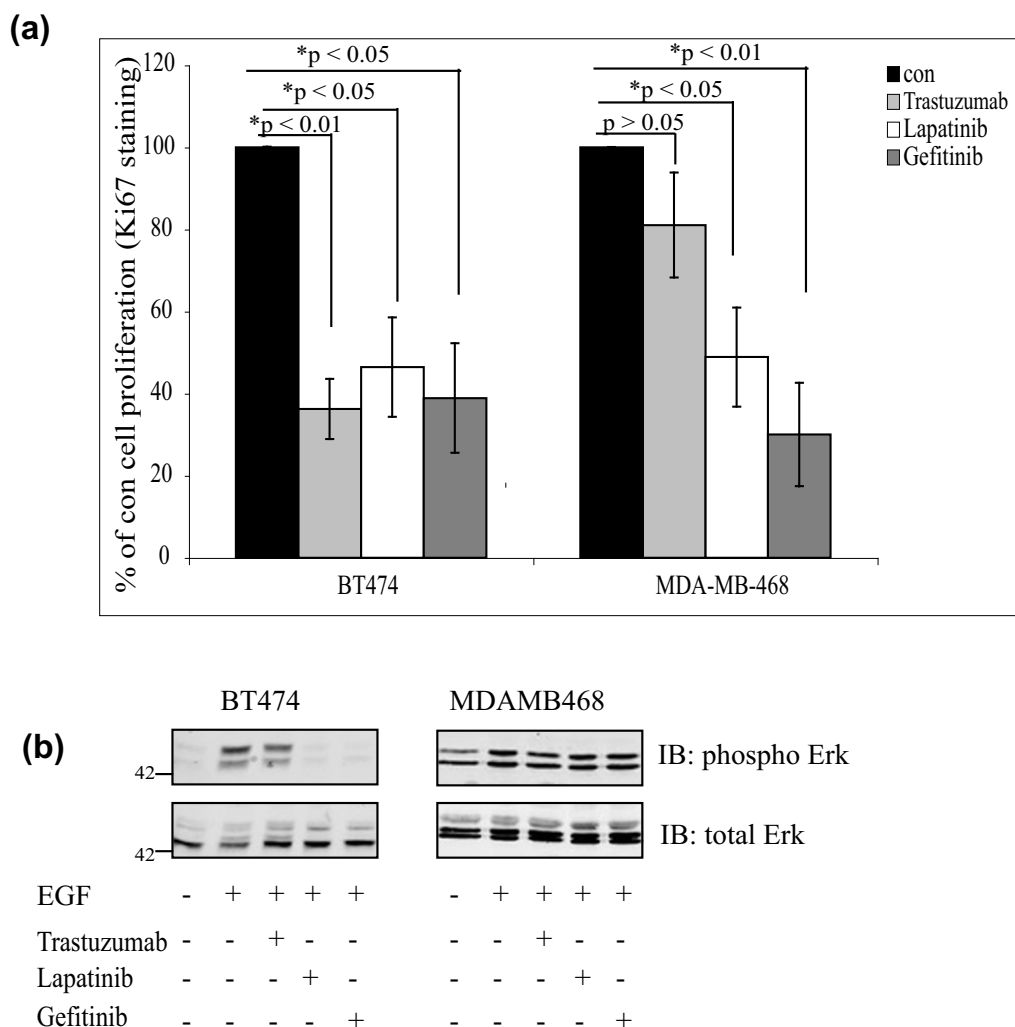 (a)
% of con cell proliferation (Ki67 staining)
120
100
80
60
40
20
0
*p < 0.05
*p < 0.05
*p < 0.01
*p < 0.01
*p < 0.05
p > 0.05
con
Trastuzumab
Lapatinib
Gefitinib
BT474 MDA-MB-468
(b)
BT474 MDAMB468
42 IB: phospho Erk
42 IB: total Erk
EGF - + + + + - + + + +
Trastuzumab - - + - - - - + - -
Lapatinib - - - + - - - - + -
Gefitinib - - - - + - - - - +